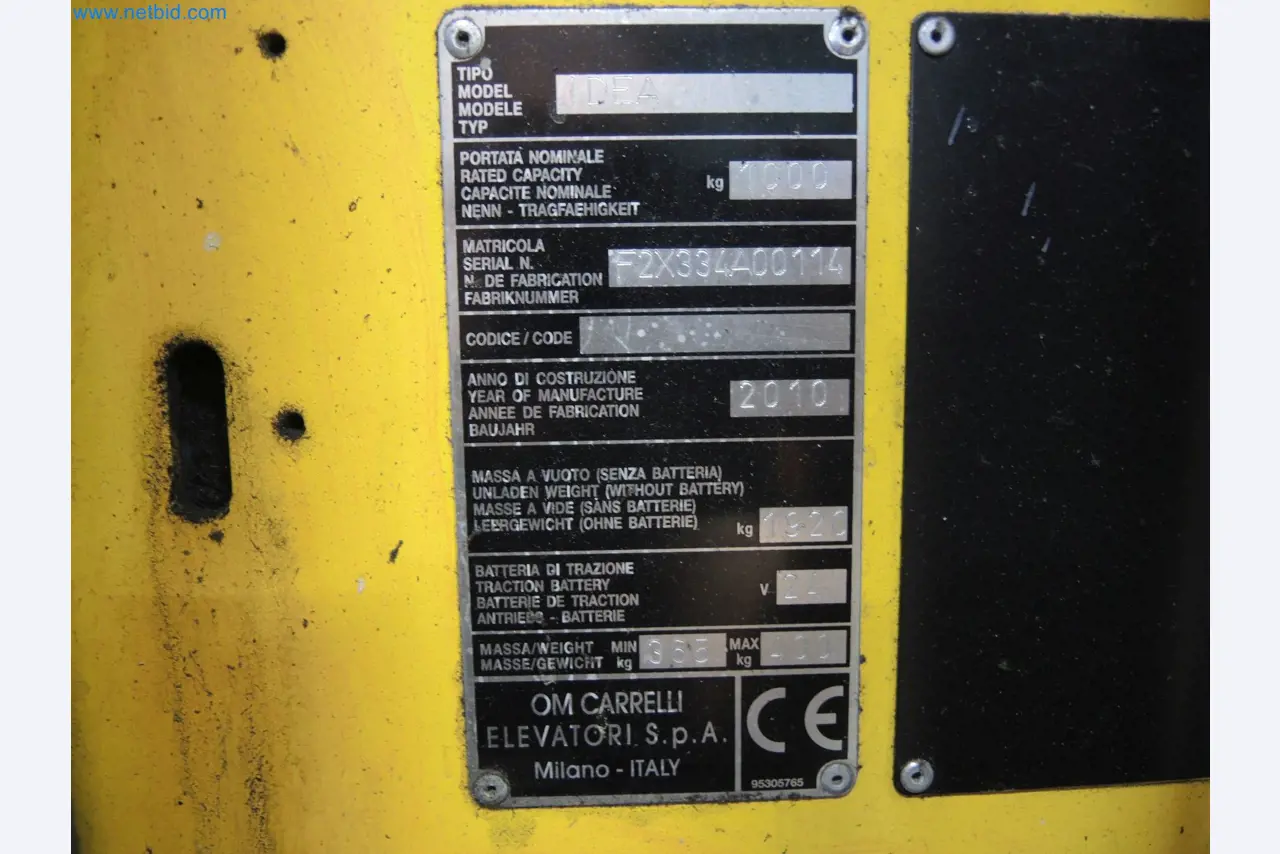 www.netbid.com
TIPO
MODEL
MODELE
TYP
DEA
PORTATA NOMINALE
RATED CAPACITY
CAPACITE NOMINALE
NENN - TRAGFAEHIGKEIT
kg 1000
MATRICOLA
SERIAL N.
N. DE FABRICATION
FABRIKNUMMER
F2X334A00114
CODICE / CODE
ANNO DI COSTRUZIONE
YEAR OF MANUFACTURE
ANNEE DE FABRICATION
BAUJAHR
2010
MASSA A VUOTO (SENZA BATTERIA)
UNLADEN WEIGHT (WITHOUT BATTERY)
MASSE A VIDE (SANS BATTERIE)
LEERGEWICHT (OHNE BATTERIE)
kg 1920
BATTERIA DI TRAZIONE
TRACTION BATTERY
BATTERIE DE TRACTION
ANTRIEBS - BATTERIE
V
MASSA/WEIGHT MIN MAX
MASSE/GEWICHT kg 365 kg
OM CARRELLI
ELEVATORI S.p.A.
Milano - ITALY
CE
95305765